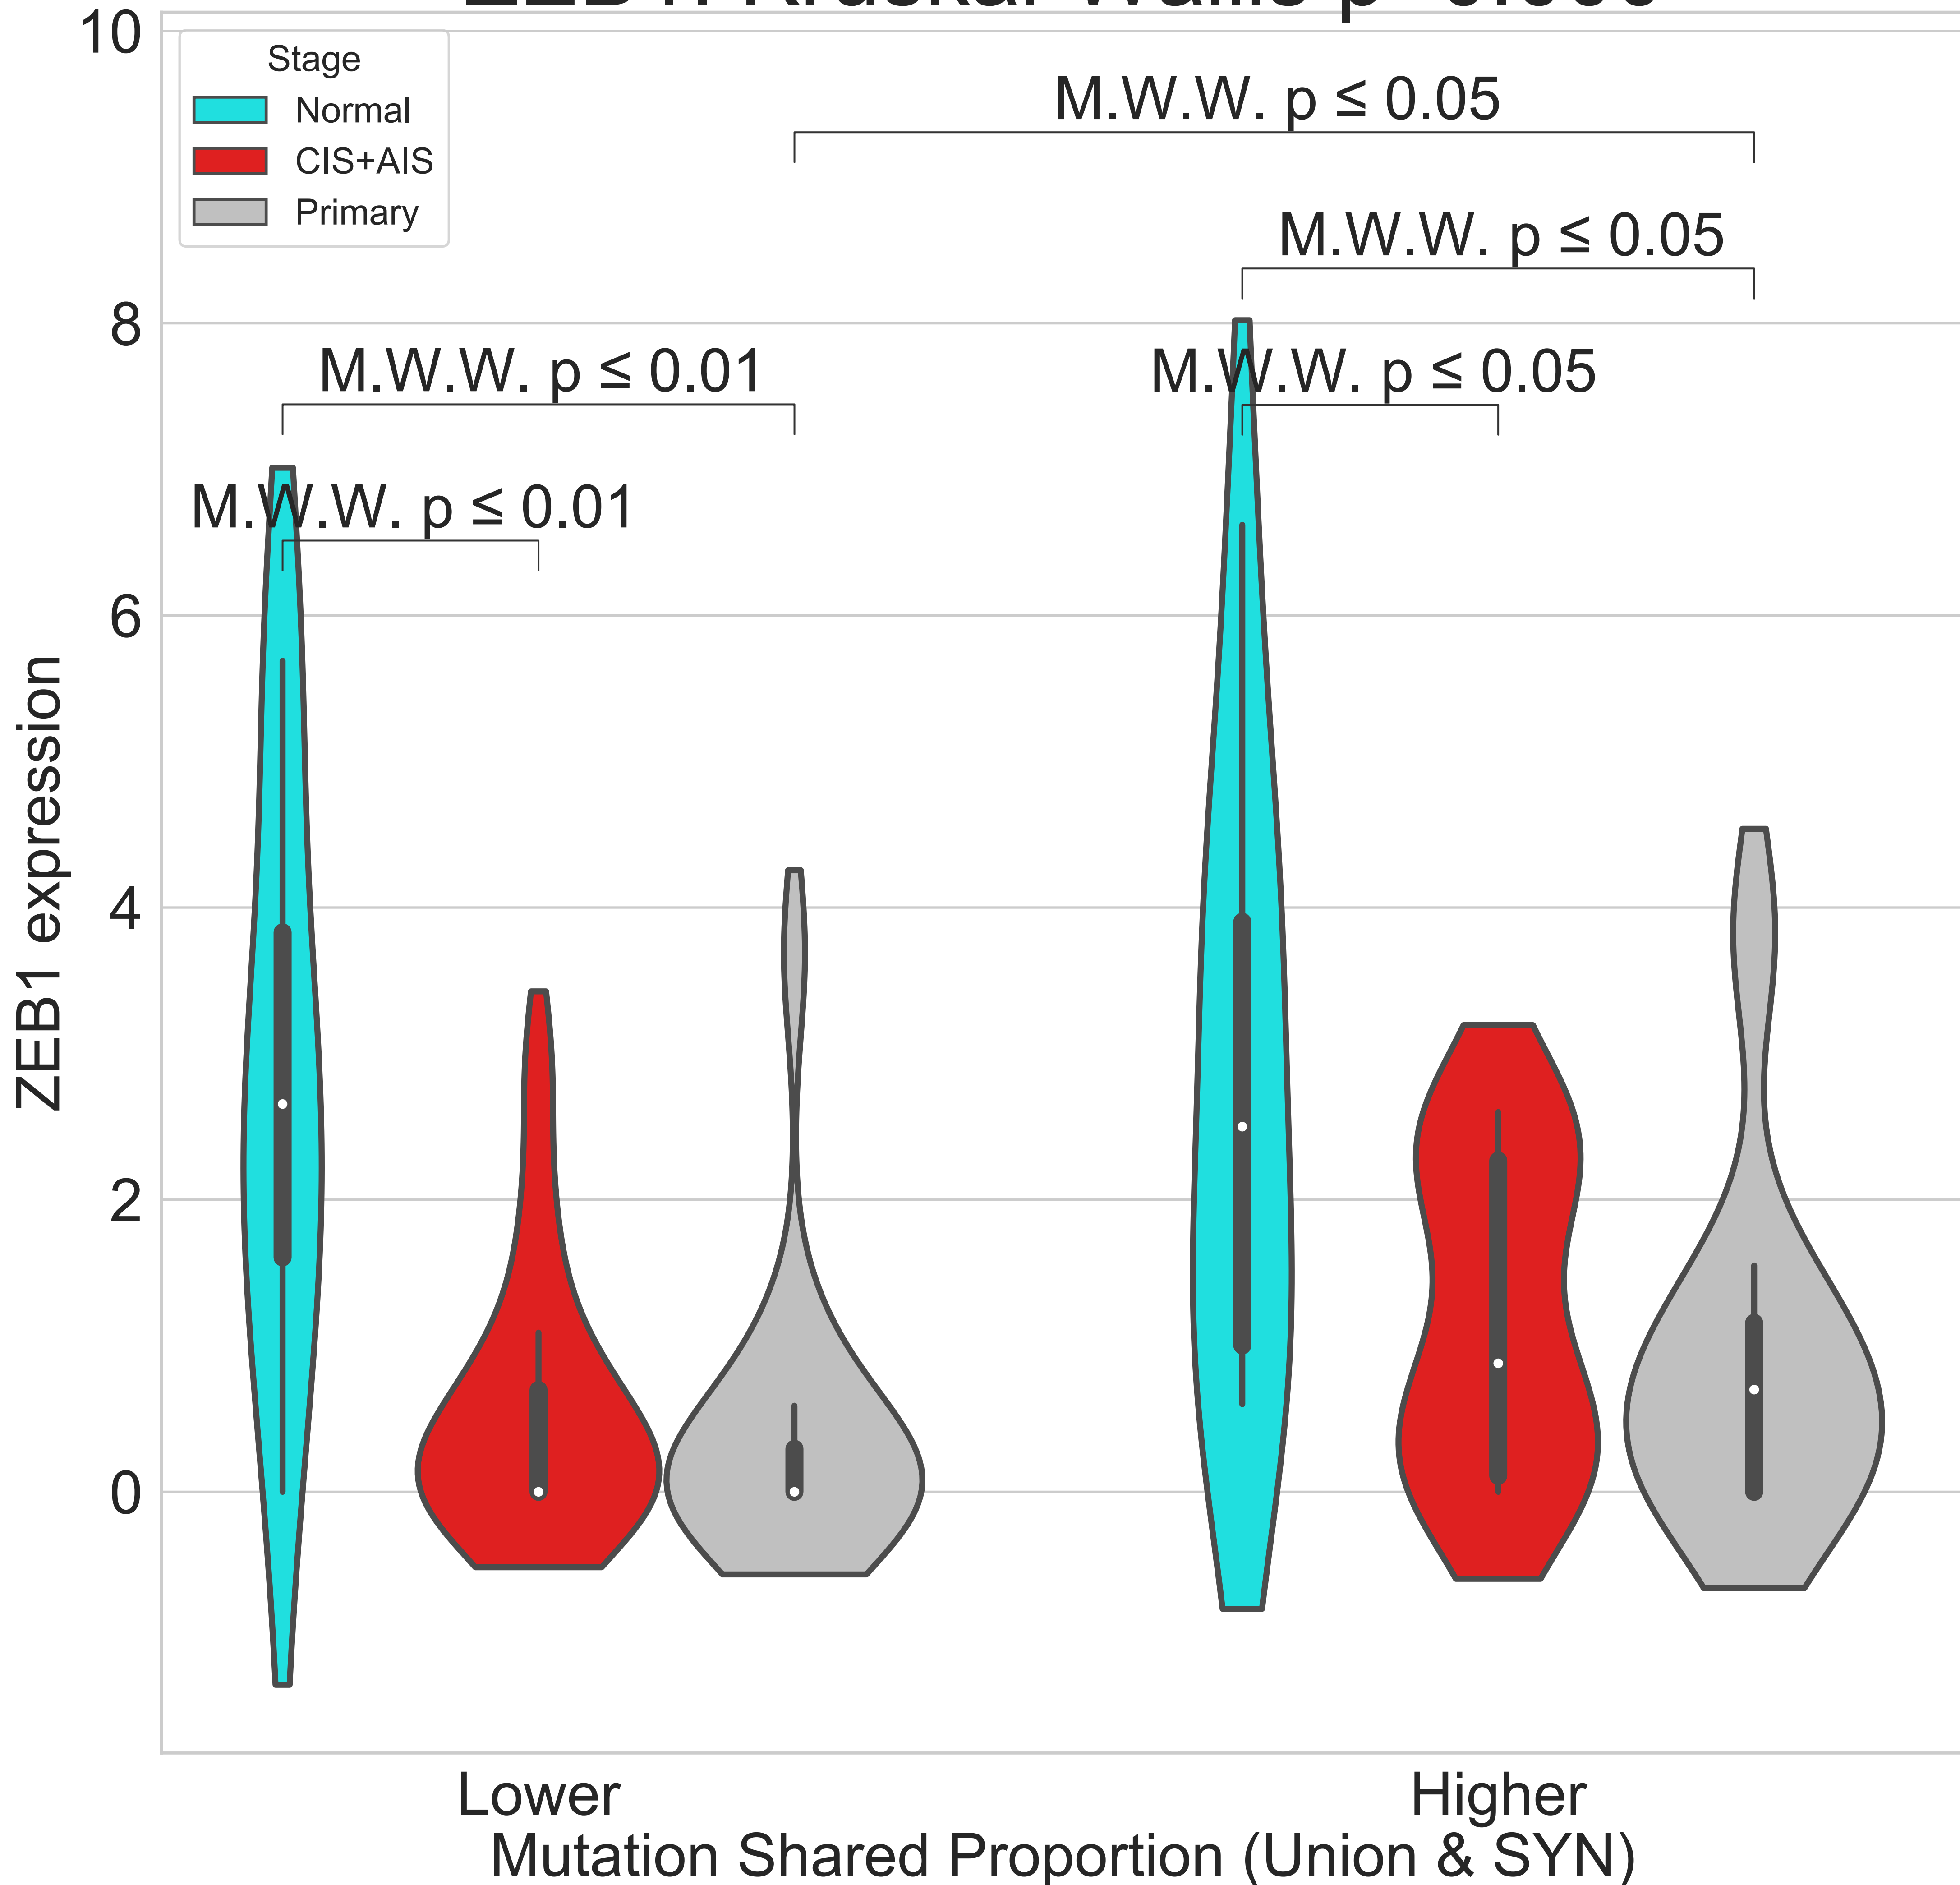 10
8
6
4
2
0
ZEB1 expression
Stage
Normal
CIS+AIS
Primary
M.W.W. p ≤ 0.05
M.W.W. p ≤ 0.05
M.W.W. p ≤ 0.01
M.W.W. p ≤ 0.05
M.W.W. p ≤ 0.01
Lower
Higher
Mutation Shared Proportion (Union & SYN)